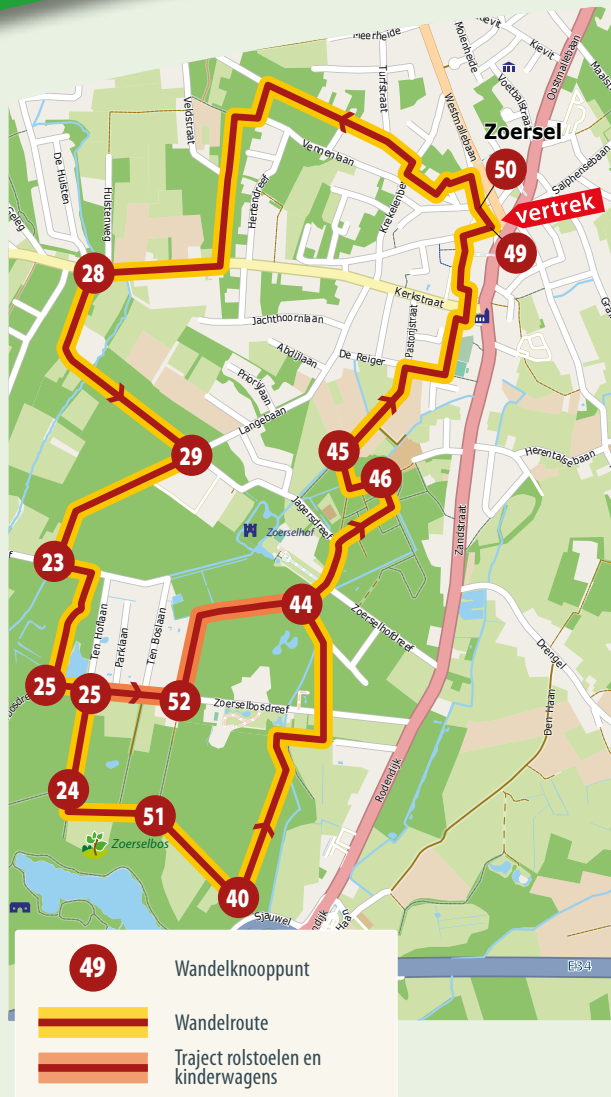 Meerheide
Kievit
Kievit
Molenheide
Turfstraat
Westmallebaan
Voetbalstraat
Oostmallebaan
Veldstraat
Zoersel
De Hulsten
Vennenlaan
50
Salphensebaan
Hulstenweg
Hertendreef
vertrek
49
28
Kerkstraat
Jachthoornlaan
Pastorijstraat
Abdijlaan
De Reiger
Priorijlaan
Langebaan
29
45
46
Herentalsebaan
Jagersdreef
Zandstraat
Zoerselhof
23
44
Zoerselhofdreef
Ten Hoflaan
Parklaan
Ten Boslaan
Drengel
25
25
52
Zoerselbosdreef
Den Haan
Rodendijk
24
51
Zoerselbos
40
Sjauwel
E34
49
Wandelknooppunt
Wandelroute
Traject rolstoelen en
kinderwagens